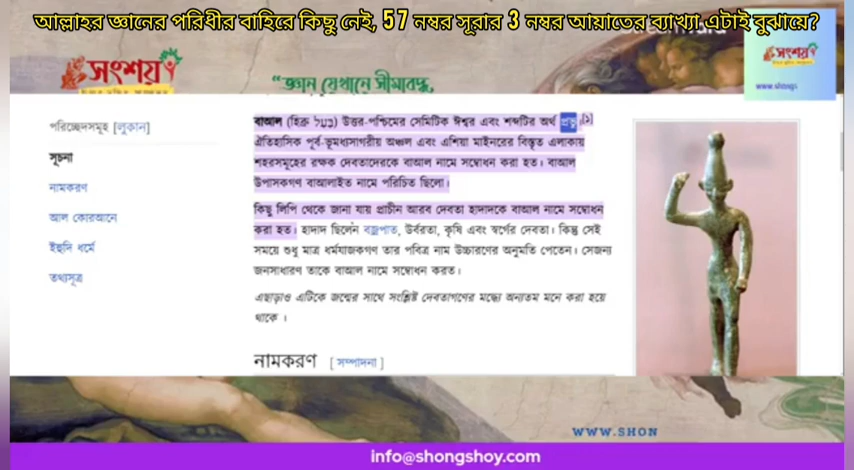 আল্লাহর জ্ঞানের পরিধীর বাহিরে কিছু নেই, 57 নম্বর সূরার 3 নম্বর আয়াতের ব্যাখ্যা এটাই বুঝায়ে?
সংশয়
সংশয়
www.shongs
"জ্ঞান যেখানে সীমাবদ্ধ,
পরিচ্ছেদসমূহ [লুকান]
সূচনা
নামকরণ
আল কোরআনে
ইহুদি ধর্মে
তথ্যসূত্র
বাআল (হিব্রু בעל) উত্তর-পশ্চিমের সেমিটিক ঈশ্বর এবং শব্দটির অর্থ প্রভু।[১]
ঐতিহাসিক পূর্ব-ভূমধ্যসাগরীয় অঞ্চল এবং এশিয়া মাইনরের বিস্তৃত এলাকায়
শহরসমূহের রক্ষক দেবতাদেরকে বাআল নামে সম্বোধন করা হত। বাআল
উপাসকগণ বাআলাইত নামে পরিচিত ছিলো।
কিছু লিপি থেকে জানা যায় প্রাচীন আরব দেবতা হাদাদকে বাআল নামে সম্বোধন
করা হত। হাদাদ ছিলেন বজ্রপাত, উর্বরতা, কৃষি এবং স্বর্গের দেবতা। কিন্তু সেই
সময়ে শুধু মাত্র ধর্মযাজকগণ তার পবিত্র নাম উচ্চারণের অনুমতি পেতেন। সেজন্য
জনসাধারণ তাকে বাআল নামে সম্বোধন করত।
এছাড়াও এটিকে জন্মের সাথে সংশ্লিষ্ট দেবতাগণের মধ্যে অন্যতম মনে করা হয়ে
থাকে ।
নামকরণ [ সম্পাদনা ]
WWW.SHON
info@shongshoy.com